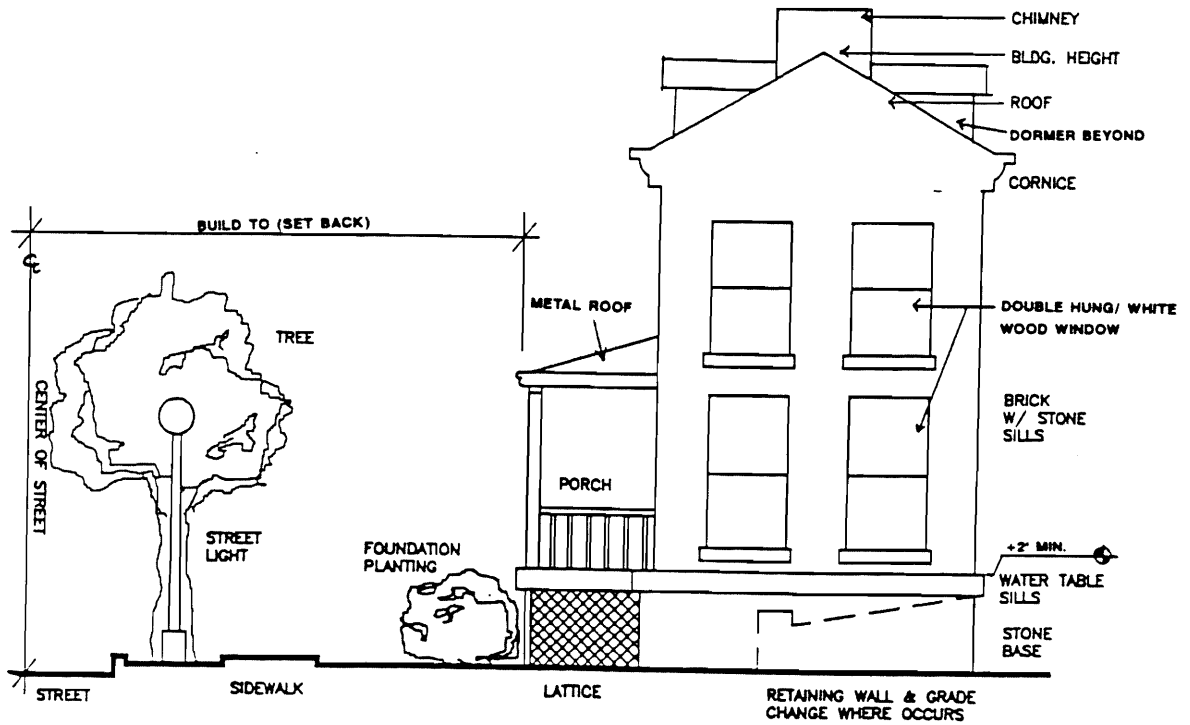 CHIMNEY
BLDG. HEIGHT
ROOF
DORMER BEYOND
CORNICE
BUILD TO (SET BACK)
METAL ROOF
TREE
DOUBLE HUNG/ WHITE
WOOD WINDOW
CENTER OF STREET
BRICK
W/ STONE
SILLS
PORCH
STREET
LIGHT
FOUNDATION
PLANTING
+2' MIN.
WATER TABLE
SILLS
STONE
BASE
STREET
SIDEWALK
LATTICE
RETAINING WALL & GRADE
CHANGE WHERE OCCURS